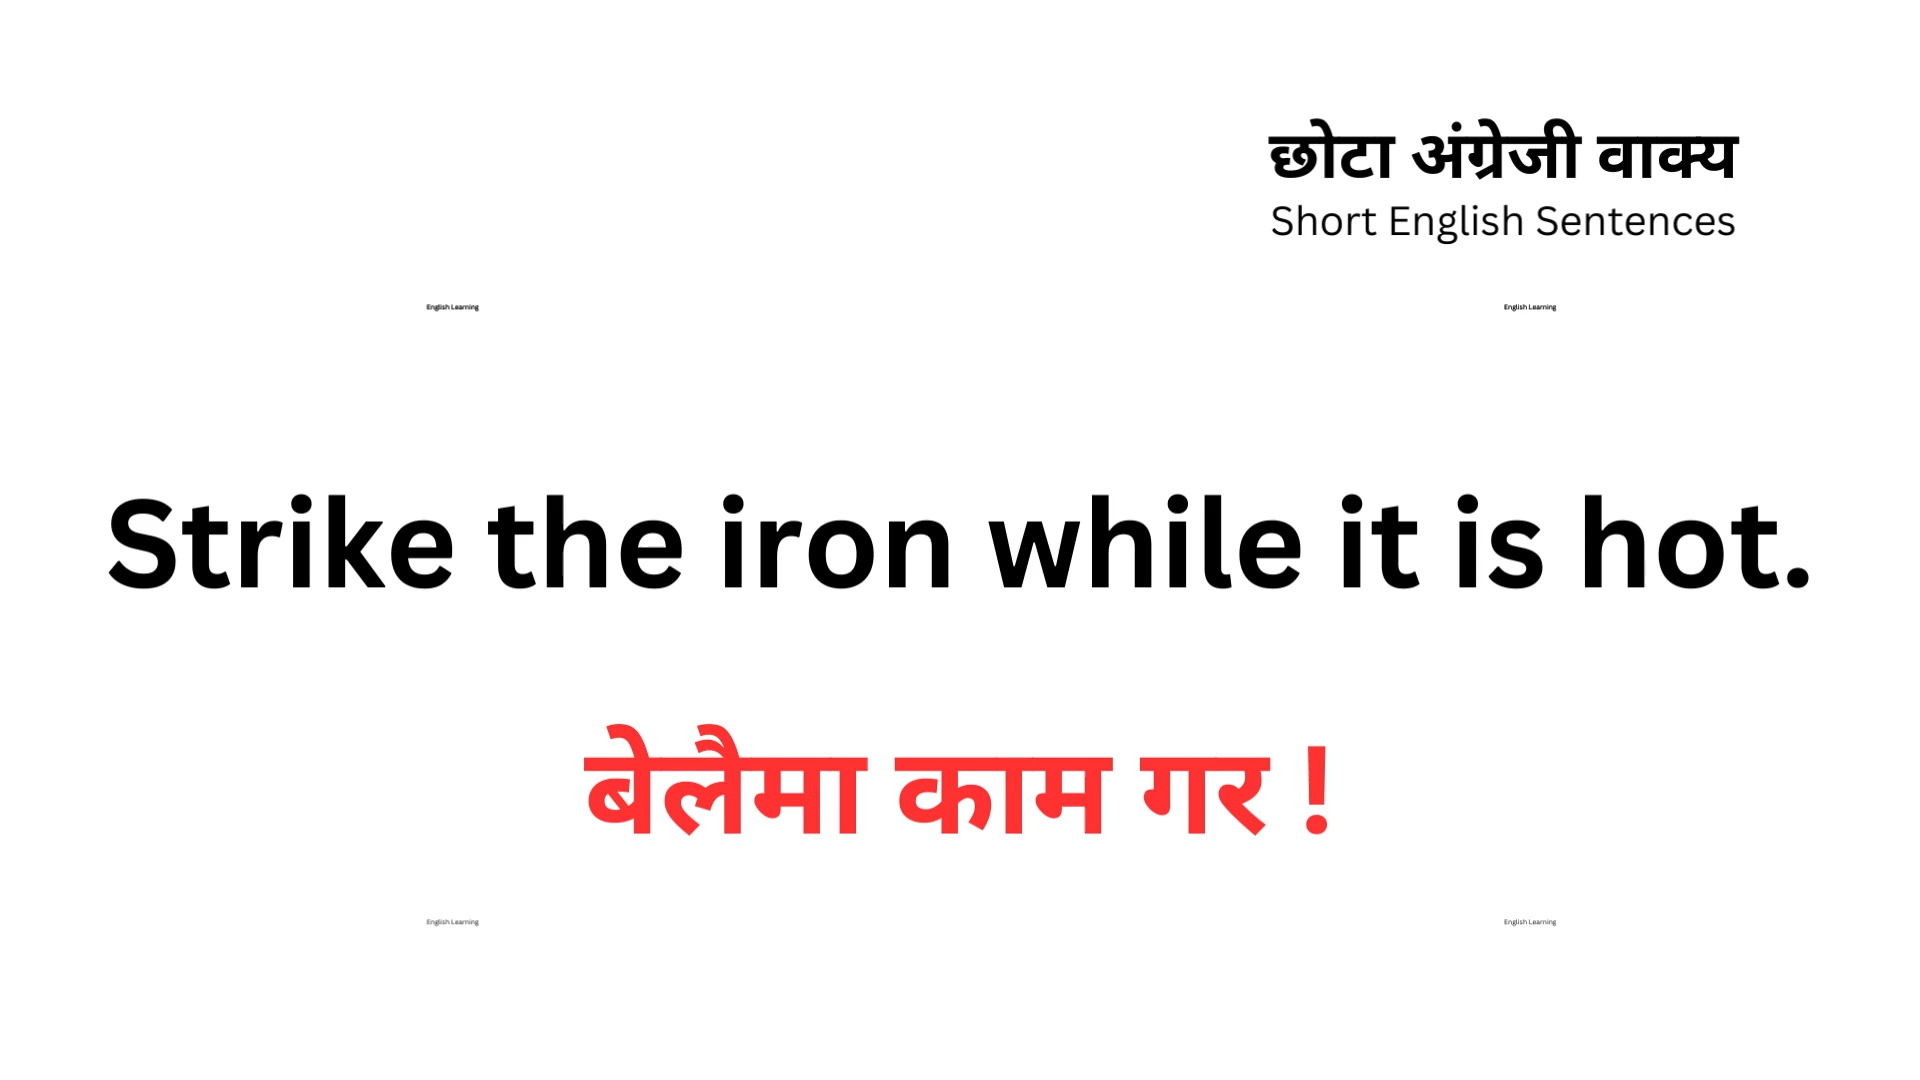 छोटा अंग्रेजी वाक्य
Short English Sentences
English Learning
English Learning
Strike the iron while it is hot.
बेलैमा काम गर !
English Learning
English Learning